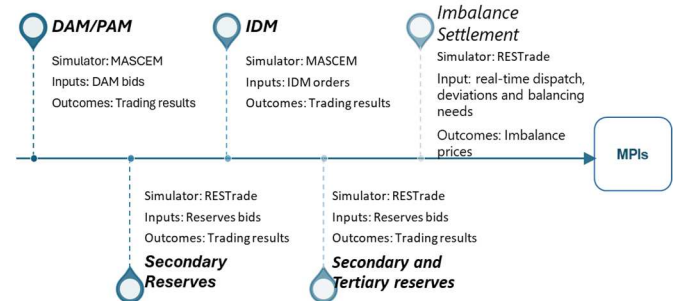 DAM/PAM
Simulator: MASCEM
Inputs: DAM bids
Outcomes: Trading results
IDM
Simulator: MASCEM
Inputs: IDM orders
Outcomes: Trading results
Imbalance
Settlement
Simulator: RESTrade
Input: real-time dispatch,
deviations and balancing
needs
Outcomes: Imbalance
prices
MPIs
Simulator: RESTrade
Inputs: Reserves bids
Outcomes: Trading results
Secondary
Reserves
Simulator: RESTrade
Inputs: Reserves bids
Outcomes: Trading results
Secondary and
Tertiary reserves